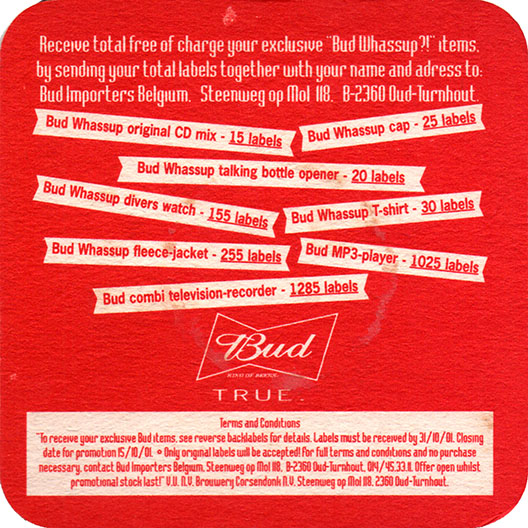 Receive total free of charge your exclusive "Bud Whassup?!" items,
by sending your total labels together with your name and adress to:
Bud Importers Belgium. Steenweg op Mol 118. B-2360 Oud-Turnhout
Bud Whassup original CD mix - 15 labels
Bud Whassup cap - 25 labels
Bud Whassup talking bottle opener - 20 labels
Bud Whassup divers watch - 155 labels
Bud Whassup T-shirt - 30 labels
Bud Whassup fleece-jacket - 255 labels
Bud MP3-player - 1025 labels
Bud combi television-recorder - 1285 labels
Bud
KING OF BEERS.
TRUE.
Terms and Conditions
"To receive your exclusive Bud items, see reverse backlabels for details. Labels must be received by 31/10/01. Closing
date for promotion 15/10/01. • Only original labels will be accepted! For full terms and conditions and no purchase
necessary, contact Bud Importers Belgium, Steenweg op Mol 118, B-2360 Oud-Turnhout, 014/45.33.11. Offer open whilst
promotional stock last!" V.U. N.V. Brouwery Corsendonk N.V. Steenweg op Mol 118, 2360 Oud-Turnhout.